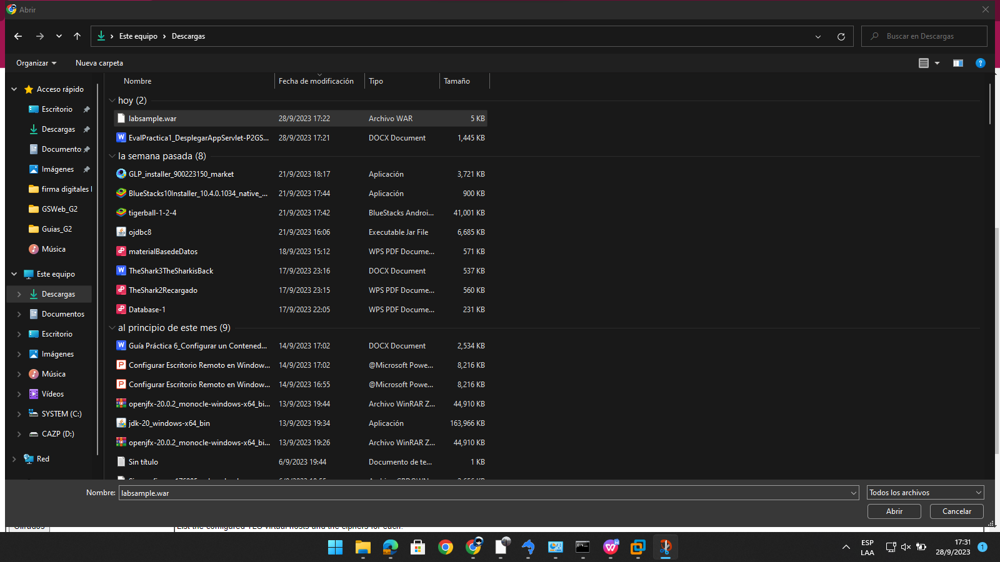 Abrir
Este equipo > Descargas
Buscar en Descargas
Organizar
Nueva carpeta
Acceso rápido
Escritorio
Descargas
Documento
Imágenes
firma digitales
GSWeb_G2
Guias_G2
Música
Este equipo
Descargas
Documentos
Escritorio
Imágenes
Música
Vídeos
SYSTEM (C:)
CAZP (D:)
Red
Nombre Fecha de modificación Tipo Tamaño
hoy (2)
labsample.war 28/9/2023 17:22 Archivo WAR 5 KB
EvalPractica1_DesplegarAppServlet-P2GS... 28/9/2023 17:21 DOCX Document 1,445 KB
la semana pasada (8)
GLP_installer_900223150_market 21/9/2023 18:17 Aplicación 3,721 KB
BlueStacks10Installer_10.4.0.1034_native_... 21/9/2023 17:44 Aplicación 900 KB
tigerball-1-2-4 21/9/2023 17:42 BlueStacks Androi... 41,001 KB
ojdbc8 21/9/2023 16:06 Executable Jar File 6,685 KB
materialBasedeDatos 18/9/2023 15:12 WPS PDF Docume... 571 KB
TheShark3TheSharkisBack 17/9/2023 23:16 DOCX Document 537 KB
TheShark2Recargado 17/9/2023 23:15 WPS PDF Docume... 560 KB
Database-1 17/9/2023 22:05 WPS PDF Docume... 231 KB
al principio de este mes (9)
Guía Práctica 6_Configurar un Contened... 14/9/2023 17:02 DOCX Document 2,534 KB
Configurar Escritorio Remoto en Window... 14/9/2023 17:02 @Microsoft Powe... 8,216 KB
Configurar Escritorio Remoto en Window... 14/9/2023 16:55 @Microsoft Powe... 8,216 KB
openjfx-20.0.2_monocle-windows-x64_bi... 13/9/2023 19:44 Archivo WinRAR Z... 44,910 KB
jdk-20_windows-x64_bin 13/9/2023 19:34 Aplicación 163,966 KB
openjfx-20.0.2_monocle-windows-x64_bi... 13/9/2023 19:26 Archivo WinRAR Z... 44,910 KB
Sin título 6/9/2023 19:44 Documento de te... 1 KB
Nombre: labsample.war Todos los archivos
Abrir Cancelar
List the configured TLS virtual hosts and the ciphers for each.
ESP
LAA
17:31
28/9/2023
1